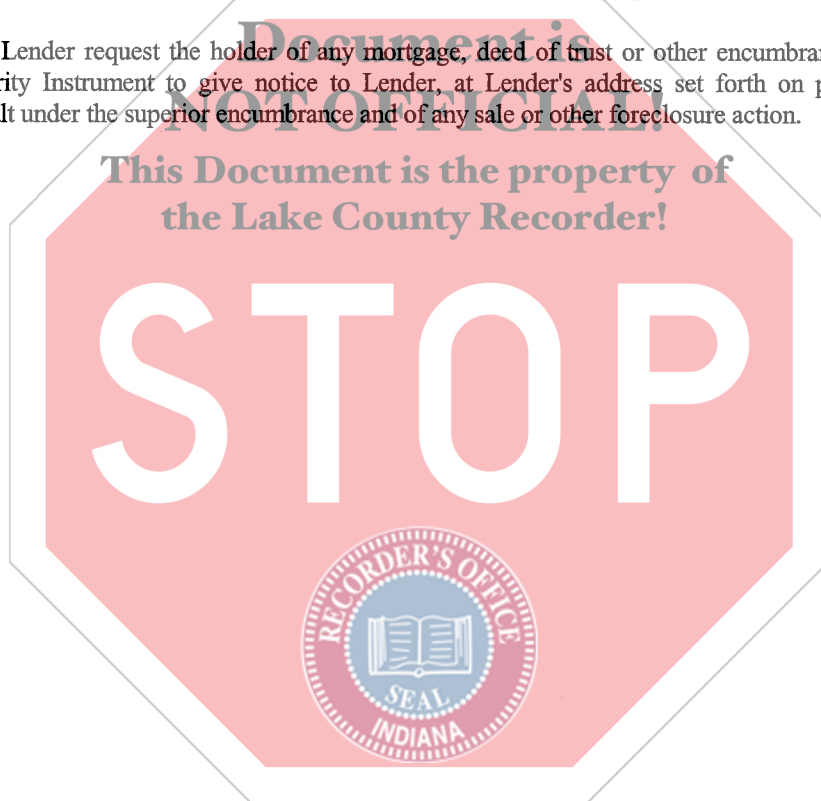 Document is
Lender request the holder of any mortgage, deed of trust or other
rity Instrument to give notice to Lender, at Lender's address set forth on
lt under the superior encumbrance and of any sale or other foreclosure action.
NOT OFFICIAL!
This Document is the property of
the Lake County Recorder!
STOP
RECORDER'S OFFICE
SEAL
INDIANA